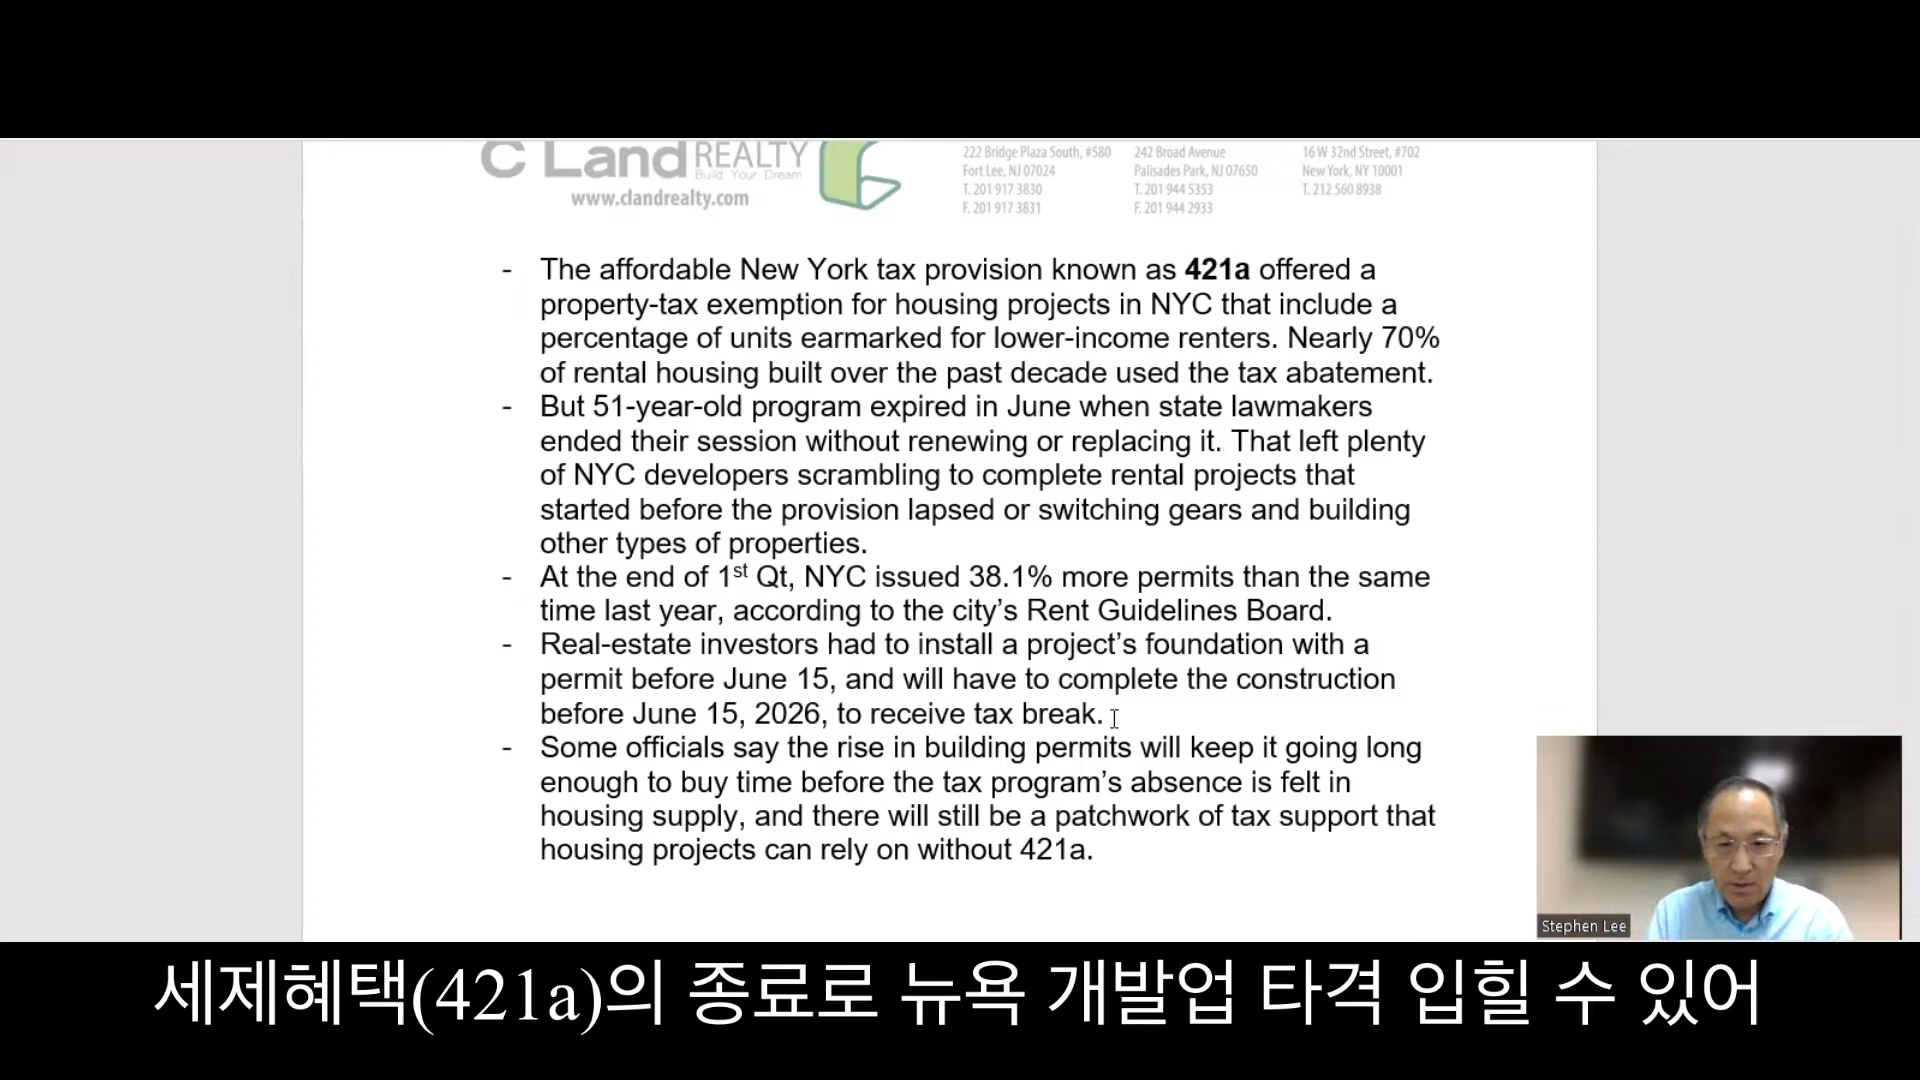 C Land REALTY
Build Your Dream
www.clandrealty.com
222 Bridge Plaza South, #580
Fort Lee, NJ 07024
T. 201 917 3830
F. 201 917 3831
242 Broad Avenue
Palisades Park, NJ 07650
T. 201 944 5353
F. 201 944 2933
16 W 32nd Street, #702
New York, NY 10001
T. 212 560 8938
- The affordable New York tax provision known as 421a offered a
property-tax exemption for housing projects in NYC that include a
percentage of units earmarked for lower-income renters. Nearly 70%
of rental housing built over the past decade used the tax abatement.
- But 51-year-old program expired in June when state lawmakers
ended their session without renewing or replacing it. That left plenty
of NYC developers scrambling to complete rental projects that
started before the provision lapsed or switching gears and building
other types of properties.
- At the end of 1st Qt, NYC issued 38.1% more permits than the same
time last year, according to the city's Rent Guidelines Board.
- Real-estate investors had to install a project's foundation with a
permit before June 15, and will have to complete the construction
before June 15, 2026, to receive tax break.
- Some officials say the rise in building permits will keep it going long
enough to buy time before the tax program's absence is felt in
housing supply, and there will still be a patchwork of tax support that
housing projects can rely on without 421a.
Stephen Lee
세제혜택(421a)의 종료로 뉴욕 개발업 타격 입힐 수 있어